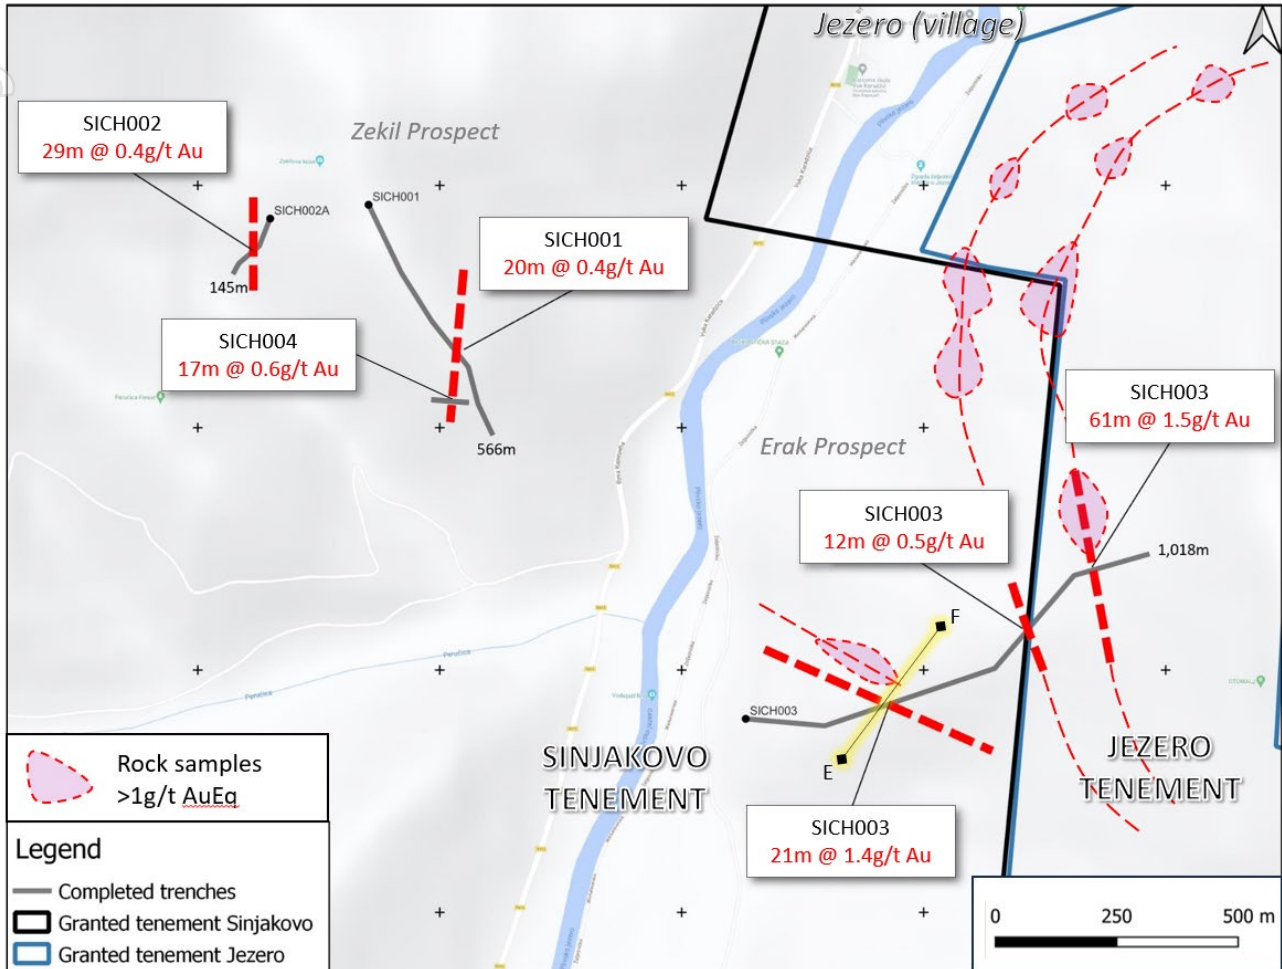 Jezero (village)
Zekil Prospect
SICH002
29m @ 0.4g/t Au
SICH002A
145m
SICH001
SICH001
20m @ 0.4g/t Au
SICH004
17m @ 0.6g/t Au
566m
Erak Prospect
SICH003
61m @ 1.5g/t Au
SICH003
12m @ 0.5g/t Au
1,018m
F
SICH003
E
SICH003
21m @ 1.4g/t Au
SINJAKOVO
TENEMENT
JEZERO
TENEMENT
Perućica
Perućica
Rock samples
>1g/t AuEq
Legend
Completed trenches
Granted tenement Sinjakovo
Granted tenement Jezero
0
250
500 m